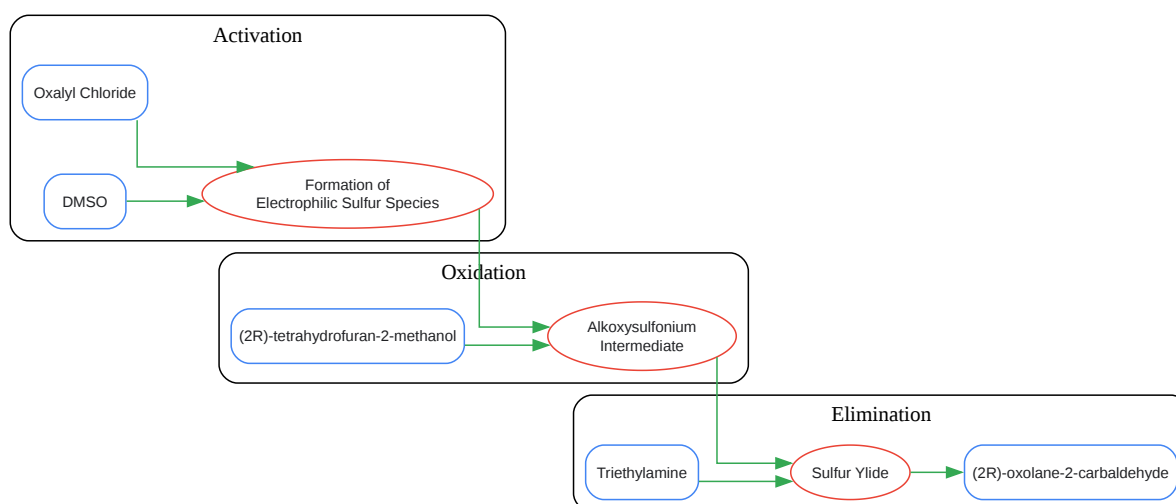 Activation
Oxalyl Chloride
DMSO
Formation of
Electrophilic Sulfur Species
Oxidation
(2R)-tetrahydrofuran-2-methanol
Alkoxysulfonium
Intermediate
Elimination
Triethylamine
Sulfur Ylide
(2R)-oxolane-2-carbaldehyde